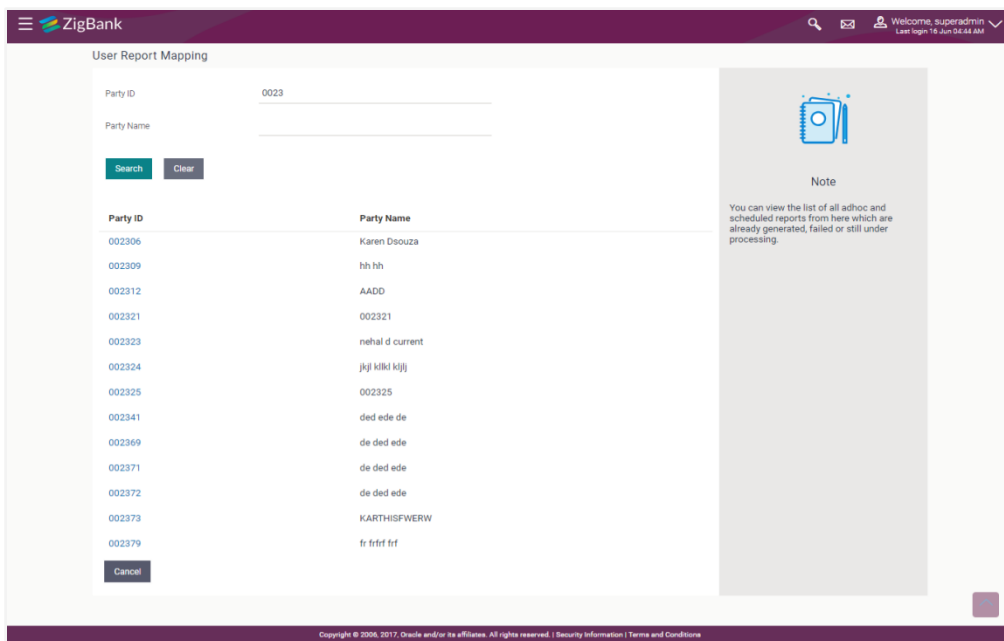 ZigBank
Welcome, superadmin
Last login 16 Jun 04:44 AM
User Report Mapping
Party ID 0023
Party Name
Search Clear
Note
You can view the list of all adhoc and
scheduled reports from here which are
already generated, failed or still under
processing.
Party ID Party Name
002306 Karen Dsouza
002309 hh hh
002312 AADD
002321 002321
002323 nehal d current
002324 jkjl kllkl kljlj
002325 002325
002341 ded ede de
002369 de ded ede
002371 de ded ede
002372 de ded ede
002373 KARTHISFWERW
002379 fr frfrf frf
Cancel
Copyright © 2006, 2017, Oracle and/or its affiliates. All rights reserved. | Security Information | Terms and Conditions